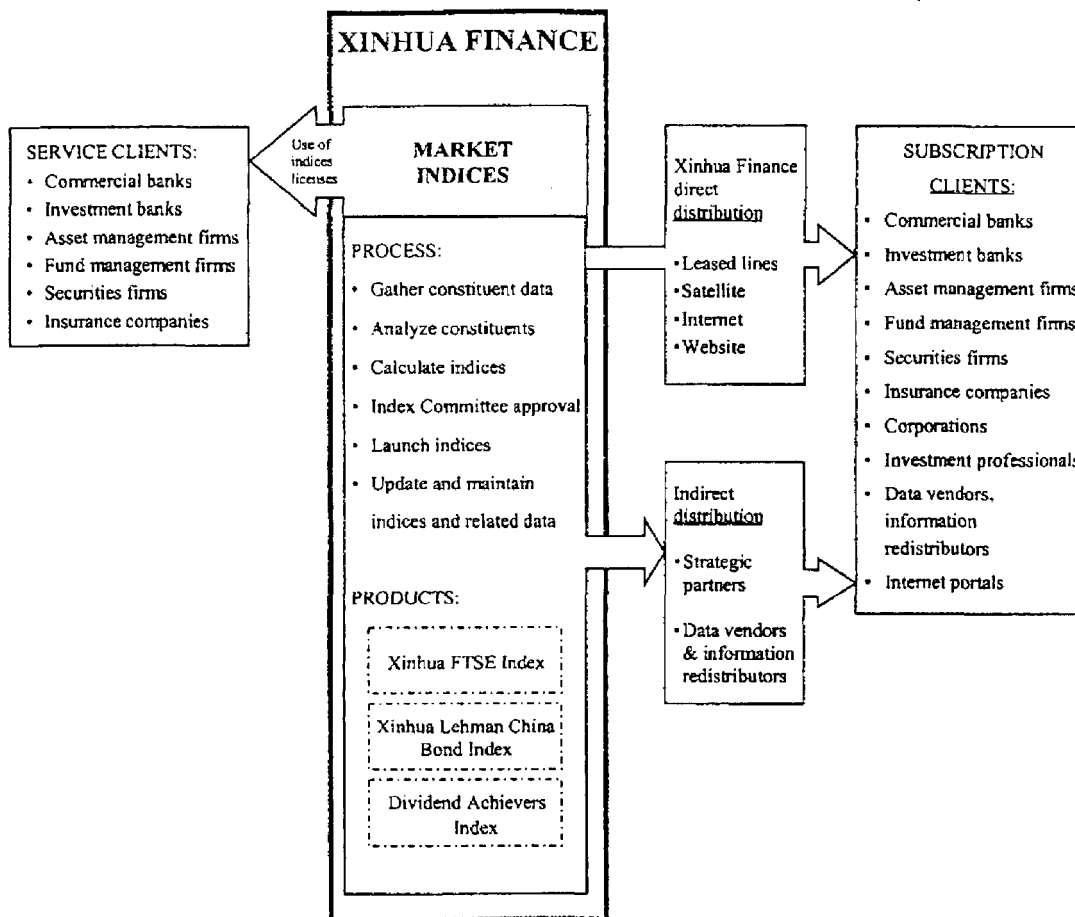 XINHUA FINANCE
SERVICE CLIENTS:
• Commercial banks
• Investment banks
• Asset management firms
• Fund management firms
• Securities firms
• Insurance companies
Use of
indices
licenses
MARKET
INDICES
PROCESS:
• Gather constituent data
• Analyze constituents
• Calculate indices
• Index Committee approval
• Launch indices
• Update and maintain
indices and related data
PRODUCTS:
Xinhua FTSE Index
Xinhua Lehman China
Bond Index
Dividend Achievers
Index
Xinhua Finance
direct
distribution
• Leased lines
• Satellite
• Internet
• Website
Indirect
distribution
• Strategic
partners
• Data vendors
& information
redistributors
SUBSCRIPTION
CLIENTS:
• Commercial banks
• Investment banks
• Asset management firms
• Fund management firms
• Securities firms
• Insurance companies
• Corporations
• Investment professionals
• Data vendors,
information
redistributors
• Internet portals